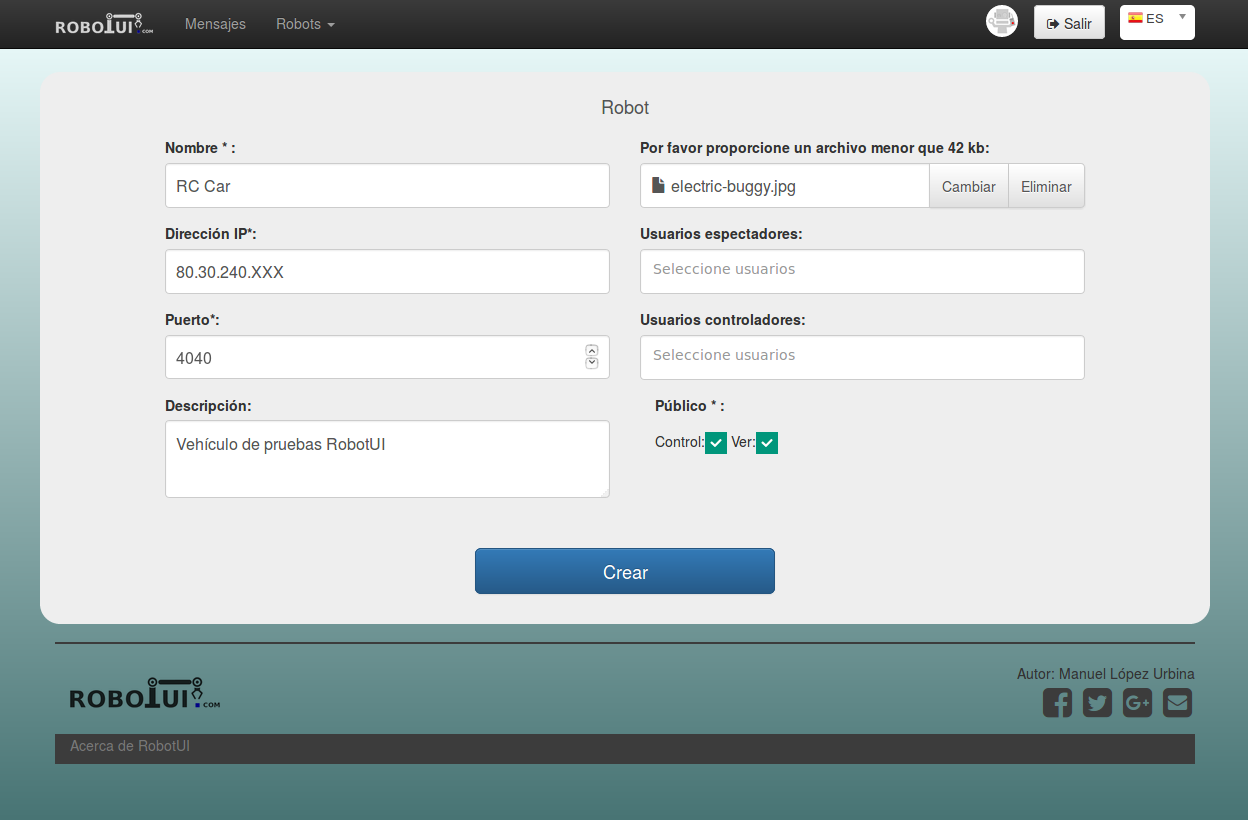 ROBOTUI.COM Mensajes Robots Salir ES
Robot
Nombre * :
RC Car
Dirección IP*:
80.30.240.XXX
Puerto*:
4040
Descripción:
Vehículo de pruebas RobotUI
Por favor proporcione un archivo menor que 42 kb:
electric-buggy.jpg Cambiar Eliminar
Usuarios espectadores:
Seleccione usuarios
Usuarios controladores:
Seleccione usuarios
Público * :
Control: Ver:
Crear
ROBOTUI.COM
Autor: Manuel López Urbina
Acerca de RobotUI